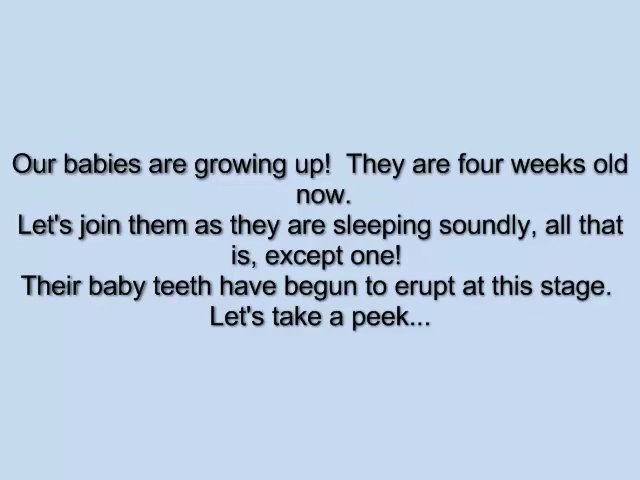 Our babies are growing up!  They are four weeks old
now.
Let's join them as they are sleeping soundly, all that
is, except one!
Their baby teeth have begun to erupt at this stage.
Let's take a peek...